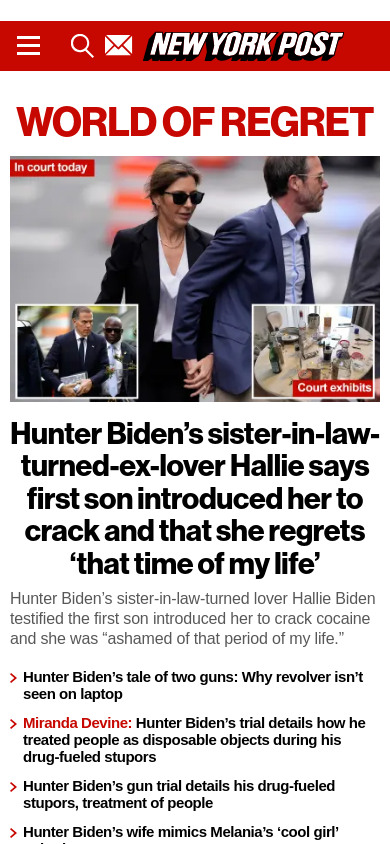 NEW YORK POST
WORLD OF REGRET
In court today
Court exhibits
Hunter Biden’s sister-in-law-
turned-ex-lover Hallie says
first son introduced her to
crack and that she regrets
‘that time of my life’
Hunter Biden’s sister-in-law-turned lover Hallie Biden
testified the first son introduced her to crack cocaine
and she was “ashamed of that period of my life.”
Hunter Biden’s tale of two guns: Why revolver isn’t
seen on laptop
Miranda Devine: Hunter Biden’s trial details how he
treated people as disposable objects during his
drug-fueled stupors
Hunter Biden’s gun trial details his drug-fueled
stupors, treatment of people
Hunter Biden’s wife mimics Melania’s ‘cool girl’